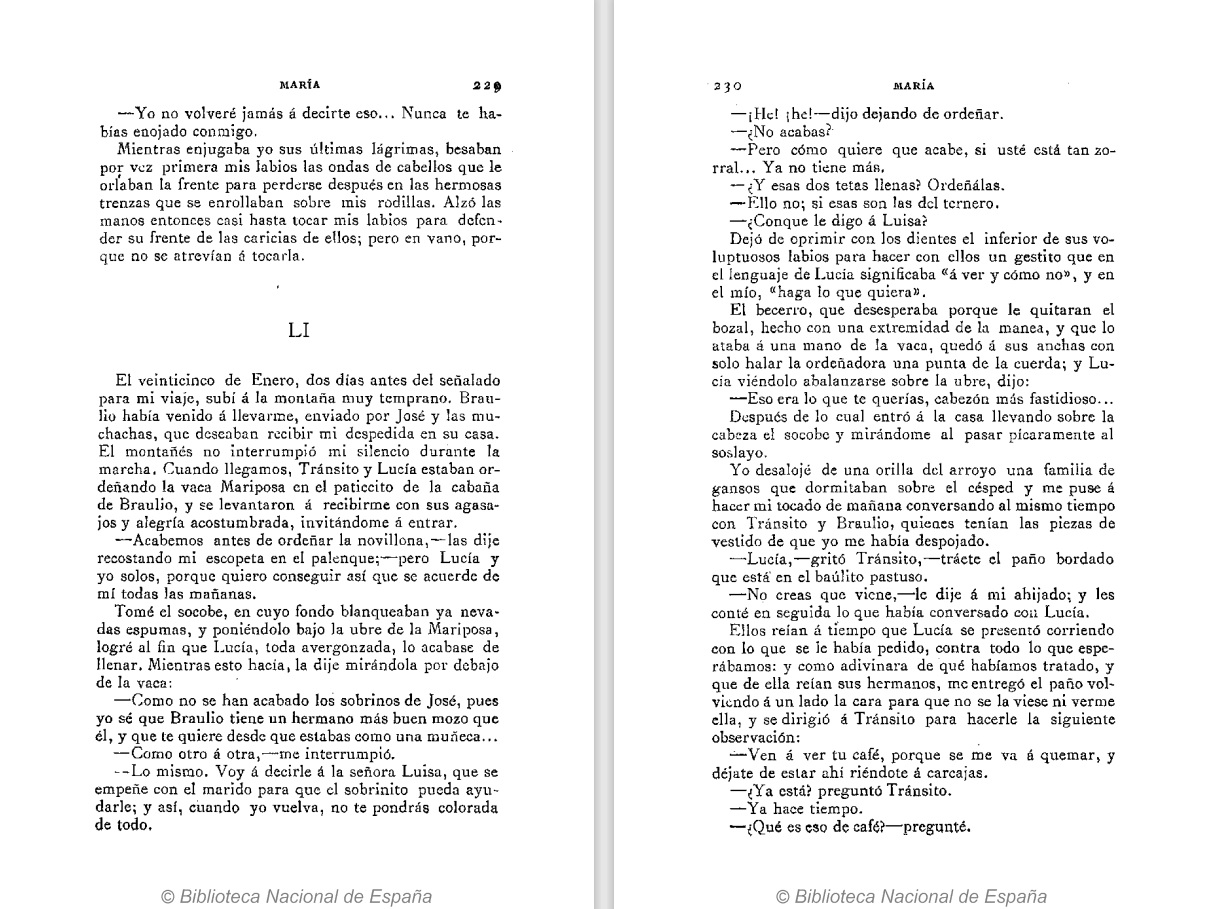 MARÍA 229
—Yo no volveré jamás á decirte eso... Nunca te ha-
bías enojado conmigo.
Mientras enjugaba yo sus últimas lágrimas, besaban
por vez primera mis labios las ondas de cabellos que le
orlaban la frente para perderse después en las hermosas
trenzas que se enrollaban sobre mis rodillas. Alzó las
manos entonces casi hasta tocar mis labios para defen-
der su frente de las caricias de ellos; pero en vano, por-
que no se atrevían á tocarla.
LI
El veinticinco de Enero, dos días antes del señalado
para mi viaje, subí á la montaña muy temprano. Brau-
lio había venido á llevarme, enviado por José y las mu-
chachas, que deseaban recibir mi despedida en su casa.
El montañés no interrumpió mi silencio durante la
marcha. Cuando llegamos, Tránsito y Lucía estaban or-
deñando la vaca Mariposa en el patiecito de la cabaña
de Braulio, y se levantaron á recibirme con sus agasa-
jos y alegría acostumbrada, invitándome á entrar.
—Acabemos antes de ordeñar la novillona,—las dije
recostando mi escopeta en el palenque;—pero Lucía y
yo solos, porque quiero conseguir así que se acuerde de
mí todas las mañanas.
Tomé el socobe, en cuyo fondo blanqueaban ya neva-
das espumas, y poniéndolo bajo la ubre de la Mariposa,
logré al fin que Lucía, toda avergonzada, lo acabase de
llenar. Mientras esto hacía, la dije mirándola por debajo
de la vaca:
—Como no se han acabado los sobrinos de José, pues
yo sé que Braulio tiene un hermano más buen mozo que
él, y que te quiere desde que estabas como una muñeca...
—Como otro á otra,—me interrumpió.
--Lo mismo. Voy á decirle á la señora Luisa, que se
empeñe con el marido para que el sobrinito pueda ayu-
darle; y así, cuando yo vuelva, no te pondrás colorada
de todo.
© Biblioteca Nacional de España
230 MARÍA
—¡He! ¡he!—dijo dejando de ordeñar.
—¿No acabas?
—Pero cómo quiere que acabe, si usté está tan zo-
rral... Ya no tiene más.
—¿Y esas dos tetas llenas? Ordeñálas.
—Ello no; si esas son las del ternero.
—¿Conque le digo á Luisa?
Dejó de oprimir con los dientes el inferior de sus vo-
luptuosos labios para hacer con ellos un gestito que en
el lenguaje de Lucía significaba «á ver y cómo no», y en
el mío, «haga lo que quiera».
El becerro, que desesperaba porque le quitaran el
bozal, hecho con una extremidad de la manea, y que lo
ataba á una mano de la vaca, quedó á sus anchas con
solo halar la ordeñadora una punta de la cuerda; y Lu-
cía viéndolo abalanzarse sobre la ubre, dijo:
—Eso era lo que te querías, cabezón más fastidioso...
Después de lo cual entró á la casa llevando sobre la
cabeza el socobe y mirándome al pasar pícaramente al
soslayo.
Yo desalojé de una orilla del arroyo una familia de
gansos que dormitaban sobre el césped y me puse á
hacer mi tocado de mañana conversando al mismo tiempo
con Tránsito y Braulio, quienes tenían las piezas de
vestido de que yo me había despojado.
—Lucía,—gritó Tránsito,—tráete el paño bordado
que está en el baúlito pastuso.
—No creas que viene,—le dije á mi ahijado; y les
conté en seguida lo que había conversado con Lucía.
Ellos reían á tiempo que Lucía se presentó corriendo
con lo que se le había pedido, contra todo lo que espe-
rábamos: y como adivinara de qué habíamos tratado, y
que de ella reían sus hermanos, me entregó el paño vol-
viendo á un lado la cara para que no se la viese ni verme
ella, y se dirigió á Tránsito para hacerle la siguiente
observación:
—Ven á ver tu café, porque se me va á quemar, y
déjate de estar ahí riéndote á carcajas.
—¿Ya está? preguntó Tránsito.
—Ya hace tiempo.
—¿Qué es eso de café?—pregunté.
© Biblioteca Nacional de España